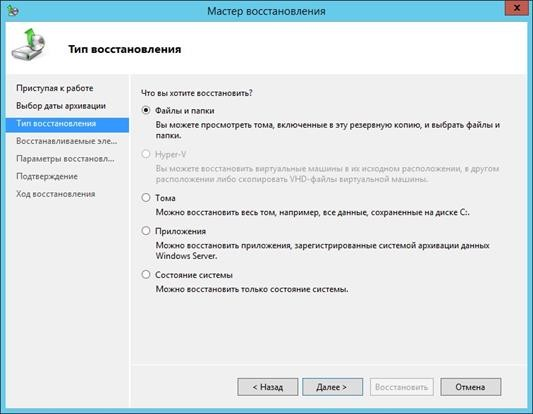 Мастер восстановления
x
Тип восстановления
Приступая к работе
Выбор даты архивации
Тип восстановления
Восстанавливаемые эле...
Параметры восстановл...
Подтверждение
Ход восстановления
Что вы хотите восстановить?
Файлы и папки
Вы можете просмотреть тома, включенные в эту резервную копию, и выбрать файлы и
папки.
Hyper-V
Вы можете восстановить виртуальные машины в их исходном расположении, в другом
расположении либо скопировать VHD-файлы виртуальной машины.
Тома
Можно восстановить весь том, например, все данные, сохраненные на диске C:.
Приложения
Можно восстановить приложения, зарегистрированные системой архивации данных
Windows Server.
Состояние системы
Можно восстановить только состояние системы.
< Назад
Далее >
Восстановить
Отмена